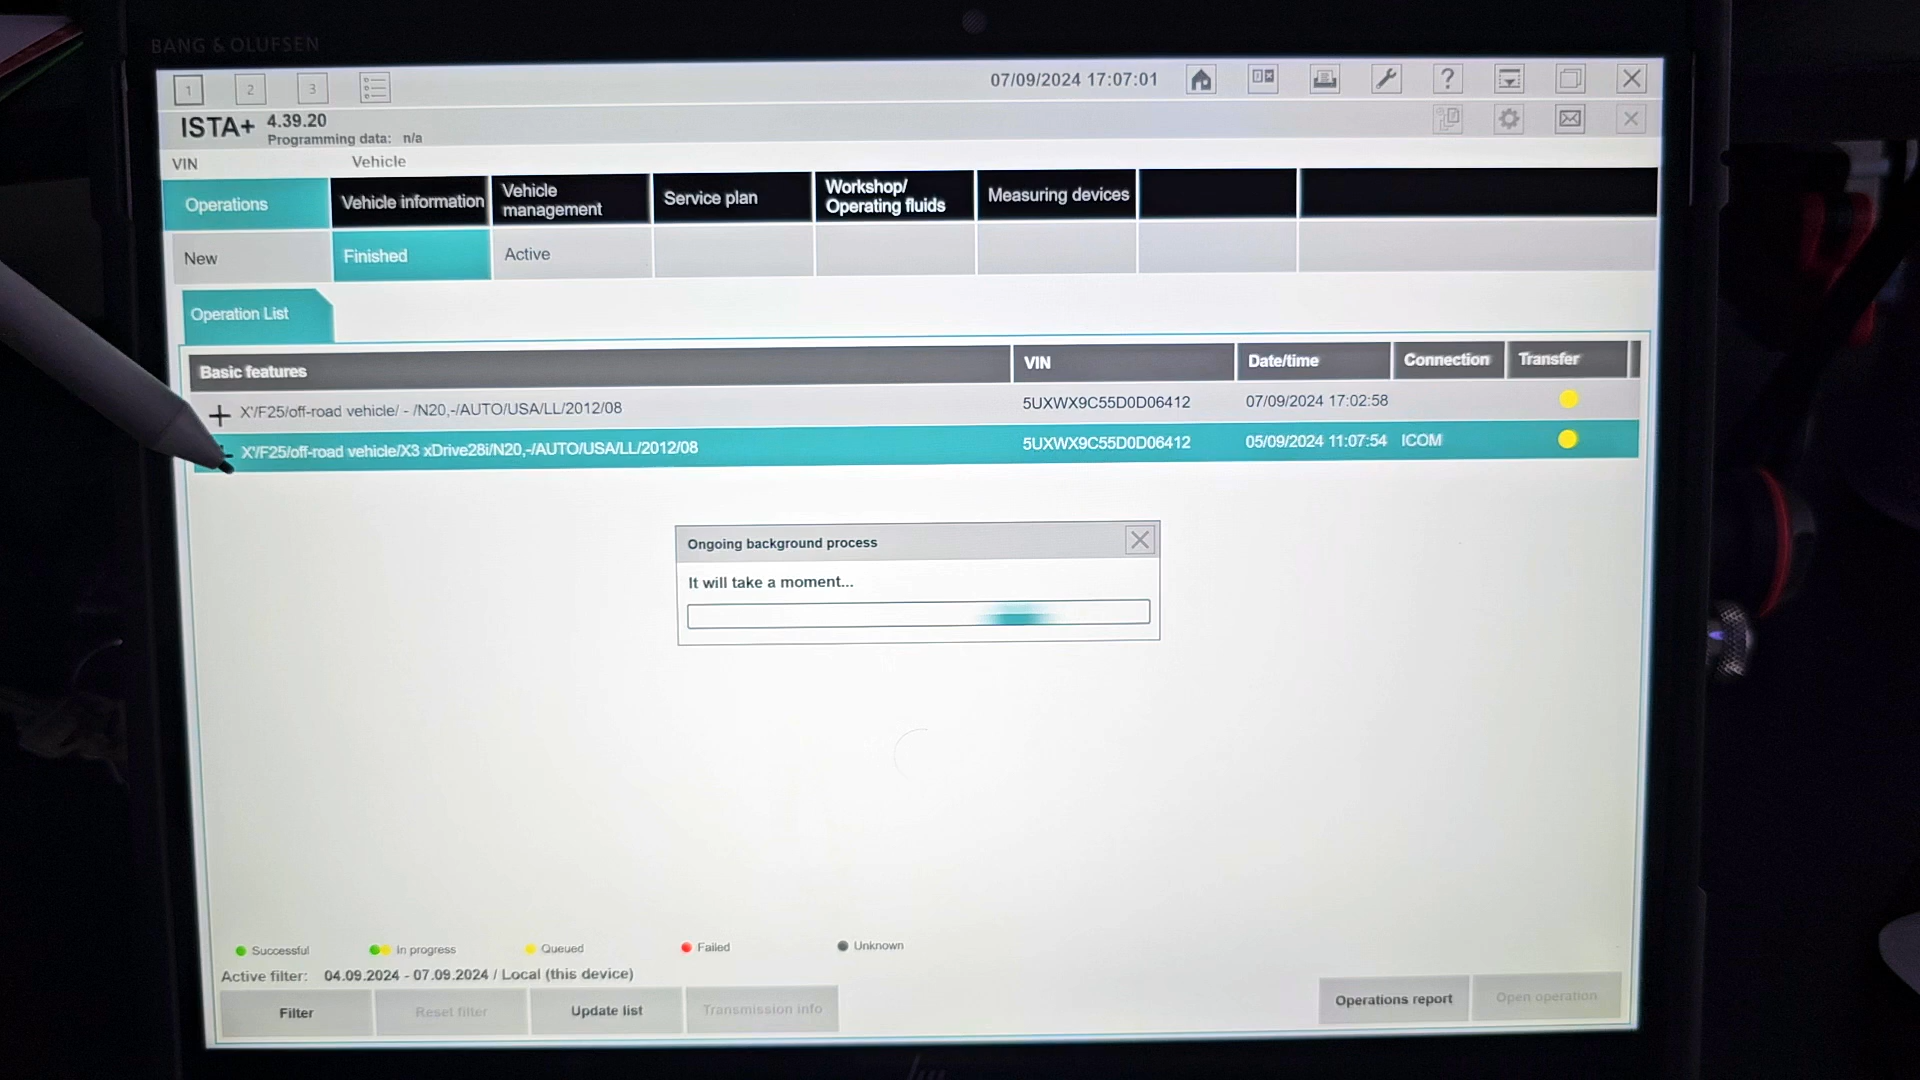 BANG & OLUFSEN
1 2 3 07/09/2024 17:07:01 ?
ISTA+ 4.39.20
Programming data: n/a
VIN Vehicle
Operations Vehicle information Vehicle management Service plan Workshop/ Operating fluids Measuring devices
New Finished Active
Operation List
Basic features VIN Date/time Connection Transfer
X'/F25/off-road vehicle/ - /N20,-/AUTO/USA/LL/2012/08 5UXWX9C55D0D06412 07/09/2024 17:02:58
X'/F25/off-road vehicle/X3 xDrive28i/N20,-/AUTO/USA/LL/2012/08 5UXWX9C55D0D06412 05/09/2024 11:07:54 ICOM
Ongoing background process
It will take a moment...
Successful In progress Queued Failed Unknown
Active filter: 04.09.2024 - 07.09.2024 / Local (this device)
Filter Reset filter Update list Transmission info Operations report Open operation
hp